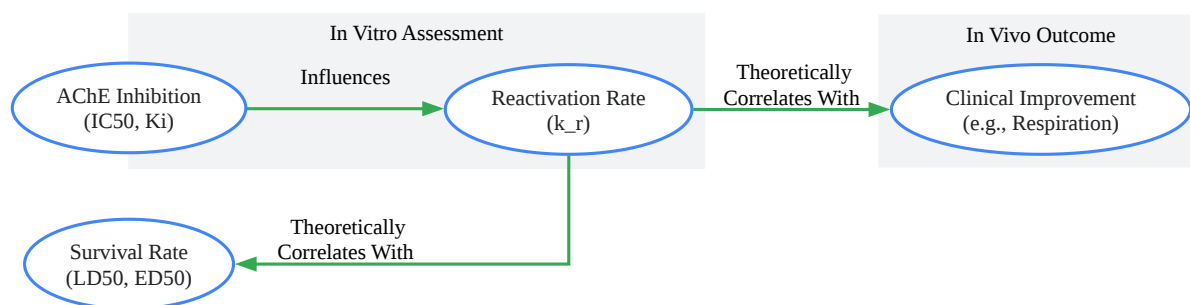 In Vitro Assessment
In Vivo Outcome
Influences
Theoretically
Correlates With
AChE Inhibition
(IC50, Ki)
Reactivation Rate
(k_r)
Clinical Improvement
(e.g., Respiration)
Theoretically
Correlates With
Survival Rate
(LD50, ED50)